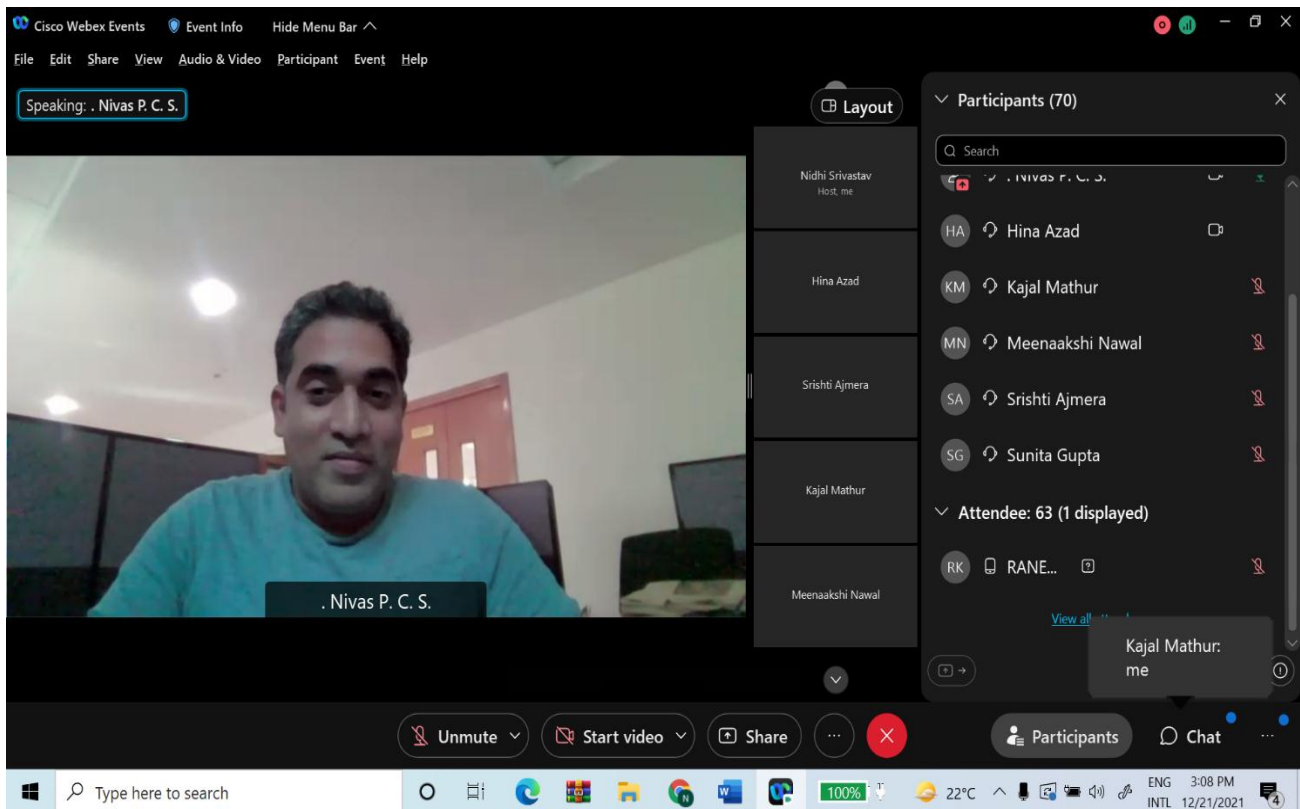 Cisco Webex Events Event Info Hide Menu Bar
File Edit Share View Audio & Video Participant Event Help
Speaking: . Nivas P. C. S.
Layout
. Nivas P. C. S.
Nidhi Srivastav
Host, me
Hina Azad
Srishti Ajmera
Kajal Mathur
Meenaakshi Nawal
Participants (70)
Search
. Nivas P. C. S.
HA Hina Azad
KM Kajal Mathur
MN Meenaakshi Nawal
SA Srishti Ajmera
SG Sunita Gupta
Attendee: 63 (1 displayed)
RK RANE...
View all
Kajal Mathur:
me
Unmute Start video Share ... Participants Chat ...
Type here to search 100% 22°C ENG 3:08 PM
INTL 12/21/2021 4